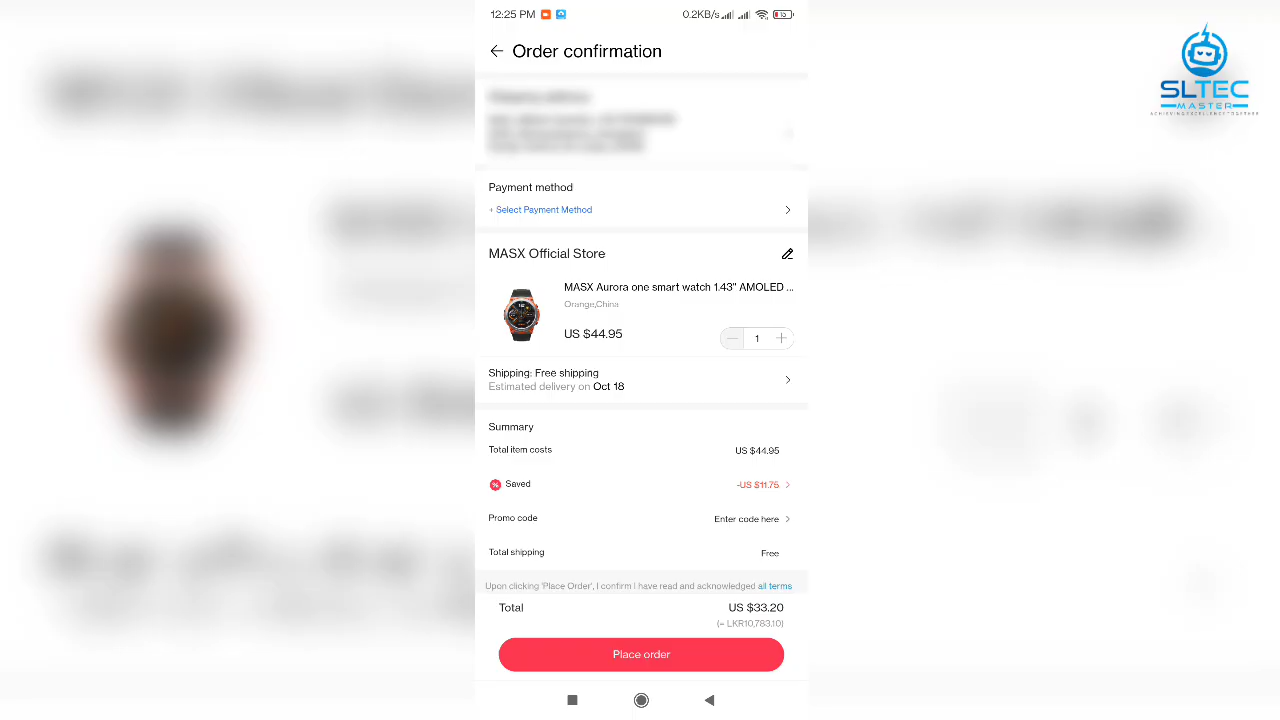 12:25 PM
0.2KB/s
13
Order confirmation
Payment method
+ Select Payment Method
MASX Official Store
MASX Aurora one smart watch 1.43" AMOLED ...
Orange,China
US $44.95
1
Shipping: Free shipping
Estimated delivery on Oct 18
Summary
Total item costs
US $44.95
Saved
-US $11.75
Promo code
Enter code here
Total shipping
Free
Upon clicking 'Place Order', I confirm I have read and acknowledged all terms
Total
US $33.20
(≈ LKR10,783.10)
Place order
SLTEC
MASTER
ACHIEVING EXCELLENCE TOGETHER